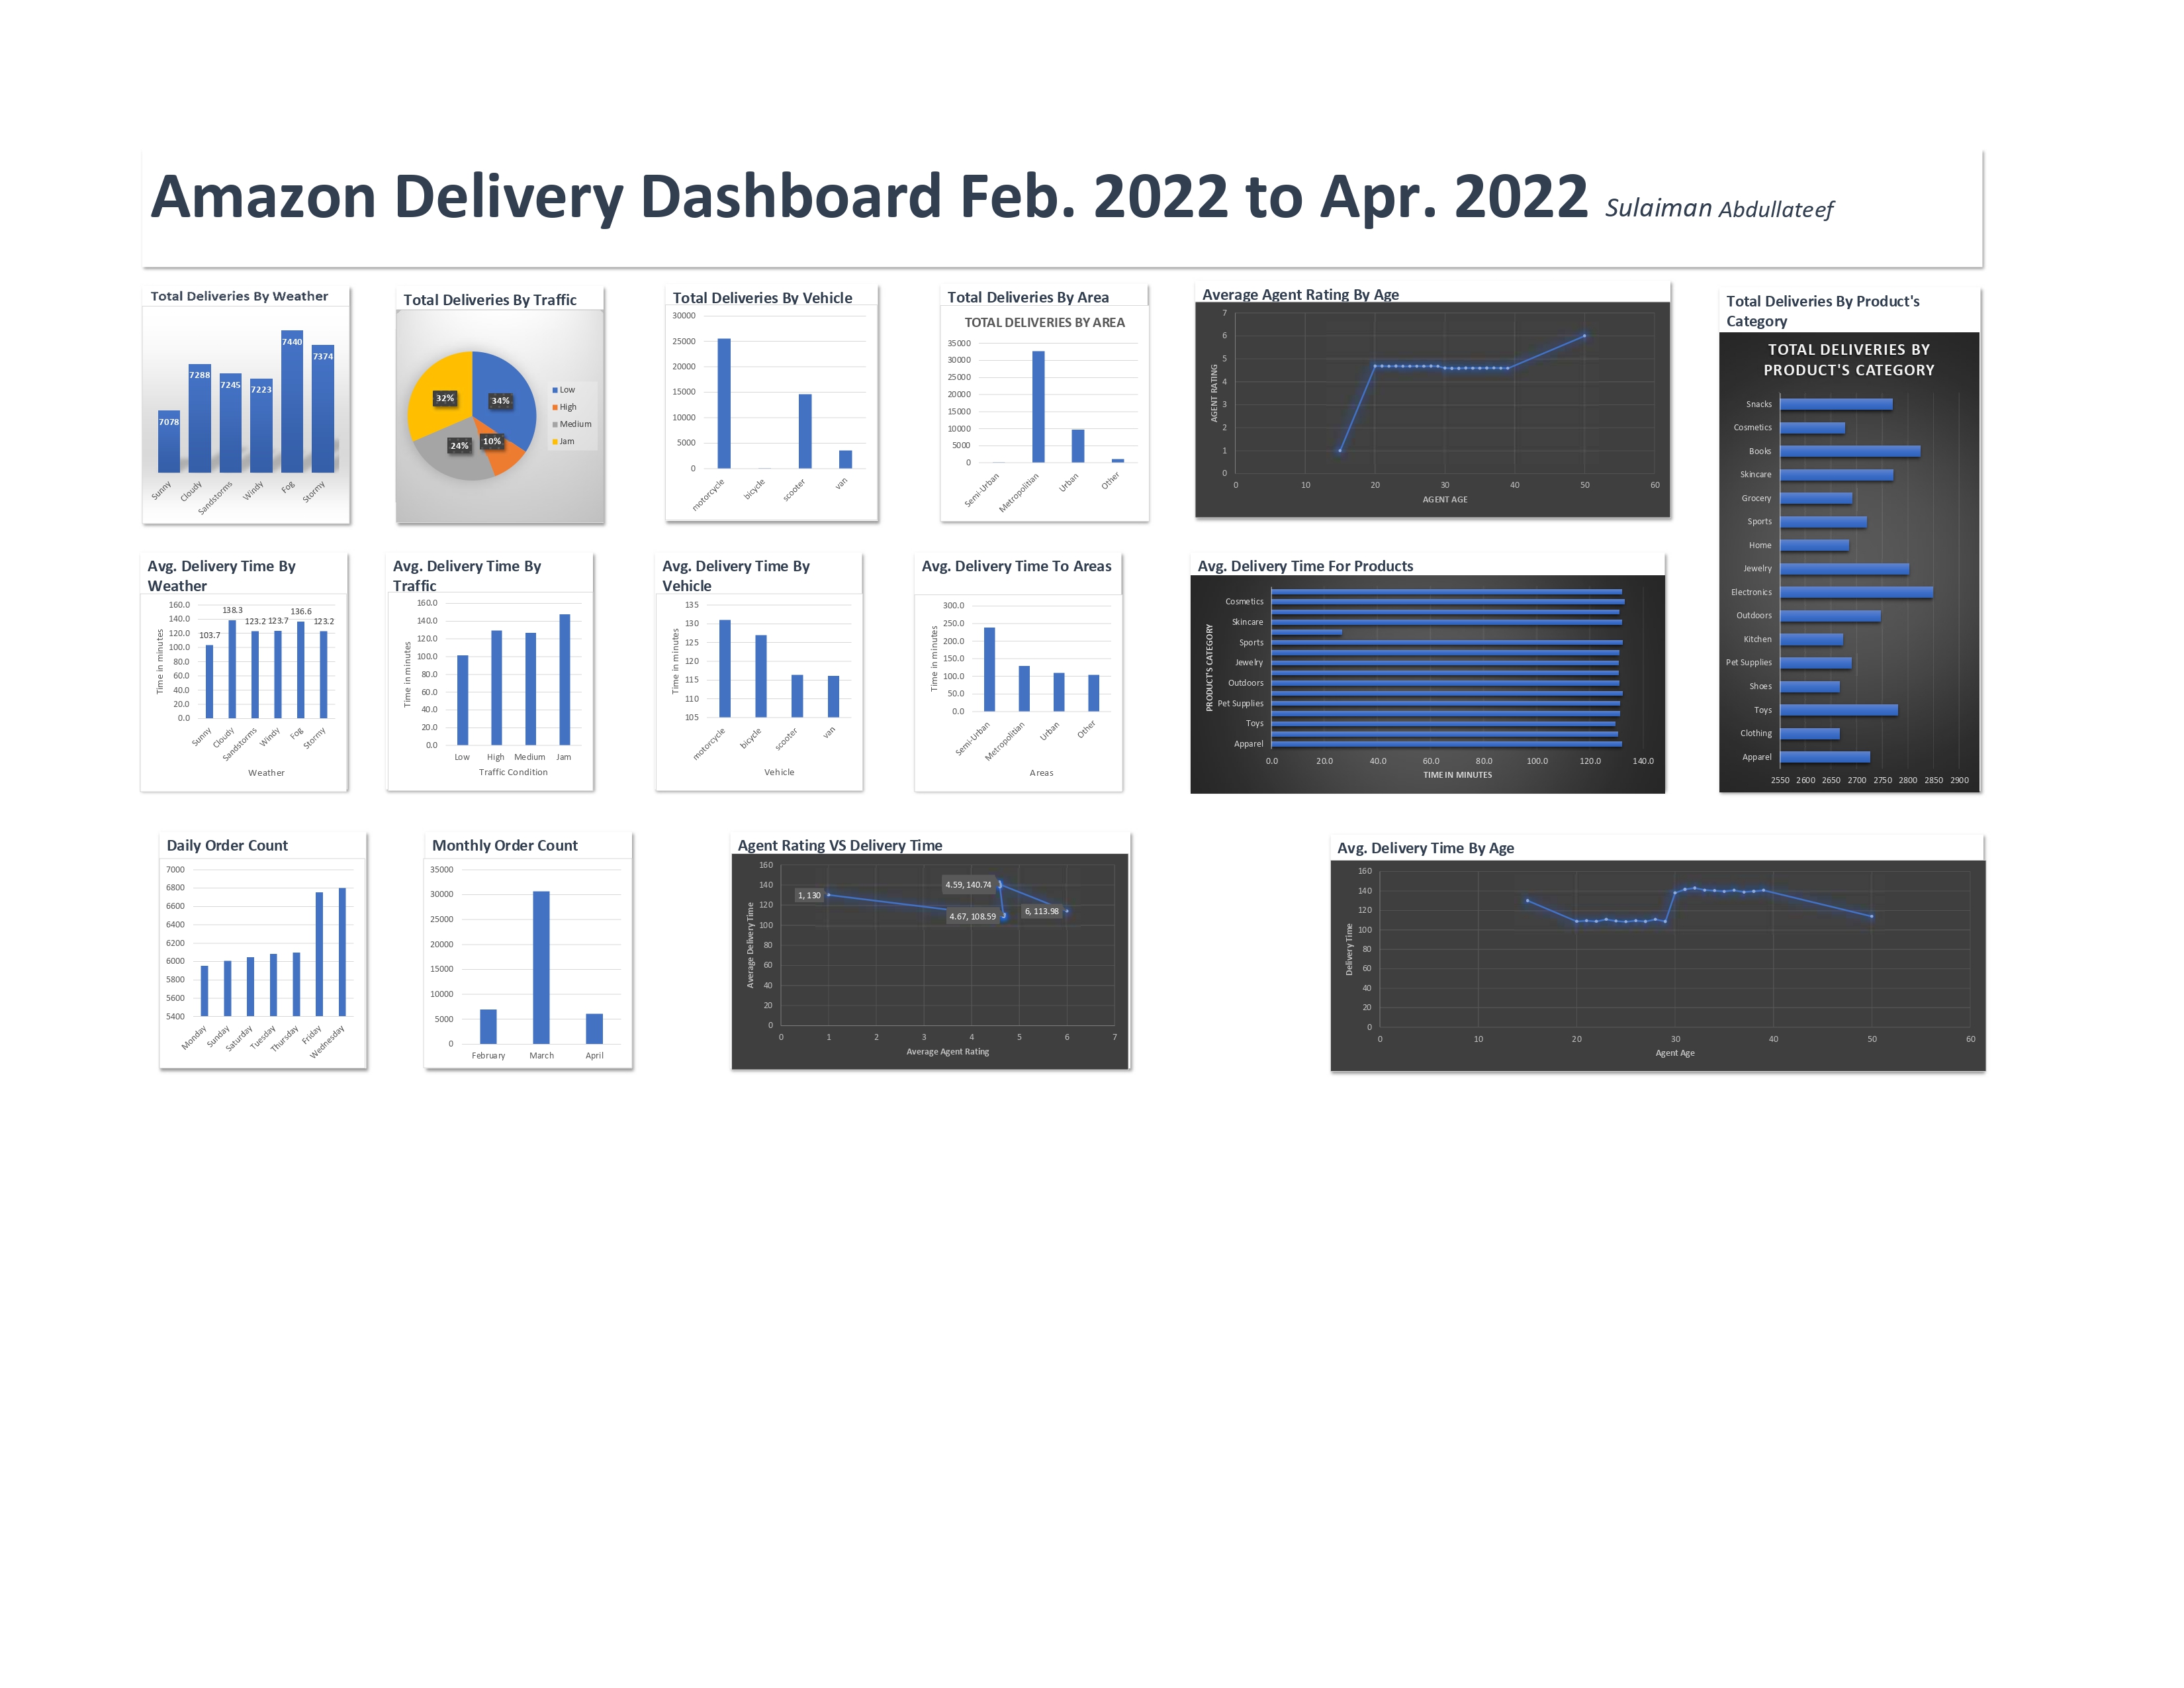 Amazon Delivery Dashboard Feb. 2022 to Apr. 2022 Sulaiman Abdullateef
Total Deliveries By Weather
7078
7288
7245
7223
7440
7374
Sunny
Cloudy
Sandstorms
Windy
Fog
Stormy
Total Deliveries By Traffic
32%
34%
24%
10%
Low
High
Medium
Jam
Total Deliveries By Vehicle
30000
25000
20000
15000
10000
5000
0
motorcycle
bicycle
scooter
van
Total Deliveries By Area
TOTAL DELIVERIES BY AREA
35000
30000
25000
20000
15000
10000
5000
0
Semi-Urban
Metropolitian
Urban
Other
Average Agent Rating By Age
AGENT RATING
7
6
5
4
3
2
1
0
0 10 20 30 40 50 60
AGENT AGE
Total Deliveries By Product's
Category
TOTAL DELIVERIES BY
PRODUCT'S CATEGORY
Snacks
Cosmetics
Books
Skincare
Grocery
Sports
Home
Jewelry
Electronics
Outdoors
Kitchen
Pet Supplies
Shoes
Toys
Clothing
Apparel
2550 2600 2650 2700 2750 2800 2850 2900
Avg. Delivery Time By
Weather
Time in minutes
160.0
140.0
120.0
100.0
80.0
60.0
40.0
20.0
0.0
103.7
138.3
123.2
123.7
136.6
123.2
Sunny
Cloudy
Sandstorms
Windy
Fog
Stormy
Weather
Avg. Delivery Time By
Traffic
Time in minutes
160.0
140.0
120.0
100.0
80.0
60.0
40.0
20.0
0.0
Low High Medium Jam
Traffic Condition
Avg. Delivery Time By
Vehicle
Time in minutes
135
130
125
120
115
110
105
motorcycle
bicycle
scooter
van
Vehicle
Avg. Delivery Time To Areas
Time in minutes
300.0
250.0
200.0
150.0
100.0
50.0
0.0
Semi-Urban
Metropolitian
Urban
Other
Areas
Avg. Delivery Time For Products
PRODUCT'S CATEGORY
Cosmetics
Skincare
Sports
Jewelry
Outdoors
Pet Supplies
Toys
Apparel
0.0 20.0 40.0 60.0 80.0 100.0 120.0 140.0
TIME IN MINUTES
Daily Order Count
7000
6800
6600
6400
6200
6000
5800
5600
5400
Monday
Sunday
Saturday
Tuesday
Thursday
Friday
Wednesday
Monthly Order Count
35000
30000
25000
20000
15000
10000
5000
0
February March April
Agent Rating VS Delivery Time
Average Delivery Time
160
140
120
100
80
60
40
20
0
1, 130
4.59, 140.74
4.67, 108.59
6, 113.98
0 1 2 3 4 5 6 7
Average Agent Rating
Avg. Delivery Time By Age
Delivery Time
160
140
120
100
80
60
40
20
0
0 10 20 30 40 50 60
Agent Age